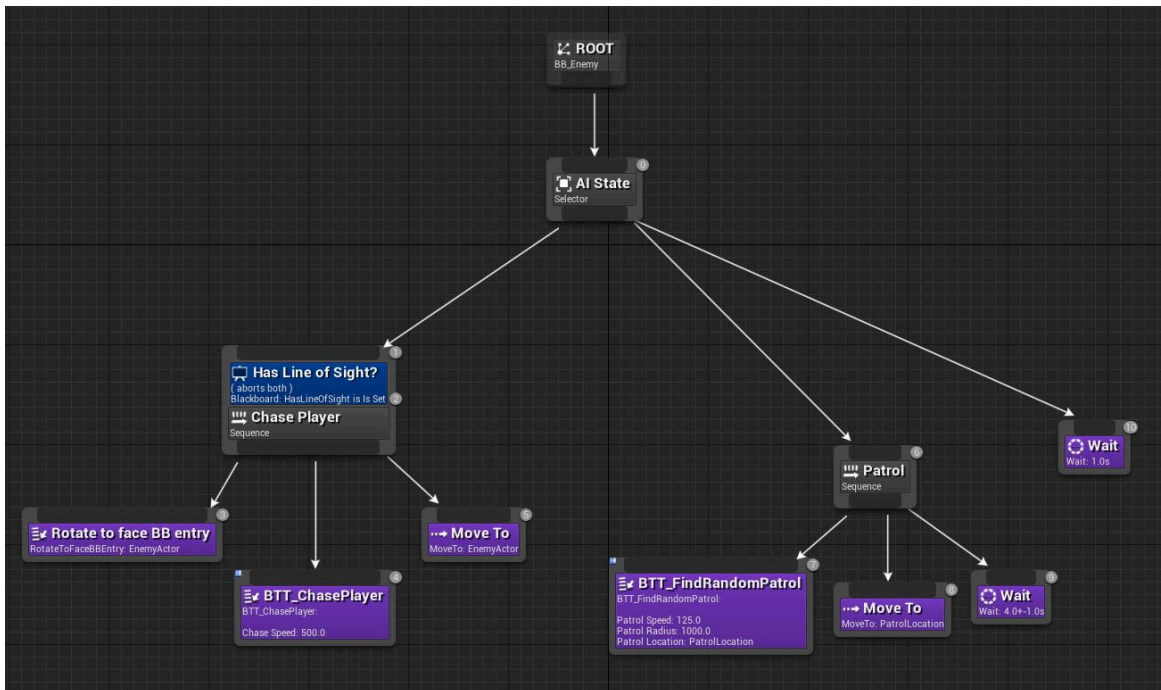 ROOT
BB_Enemy
0
AI State
Selector
1
Has Line of Sight?
( aborts both )
Blackboard: HasLineOfSight is Is Set
2
Chase Player
Sequence
3
Rotate to face BB entry
RotateToFaceBBEntry: EnemyActor
4
BTT_ChasePlayer
BTT_ChasePlayer:
Chase Speed: 500.0
5
Move To
MoveTo: EnemyActor
6
Patrol
Sequence
7
BTT_FindRandomPatrol
BTT_FindRandomPatrol:
Patrol Speed: 125.0
Patrol Radius: 1000.0
Patrol Location: PatrolLocation
8
Move To
MoveTo: PatrolLocation
9
Wait
Wait: 4.0+-1.0s
10
Wait
Wait: 1.0s